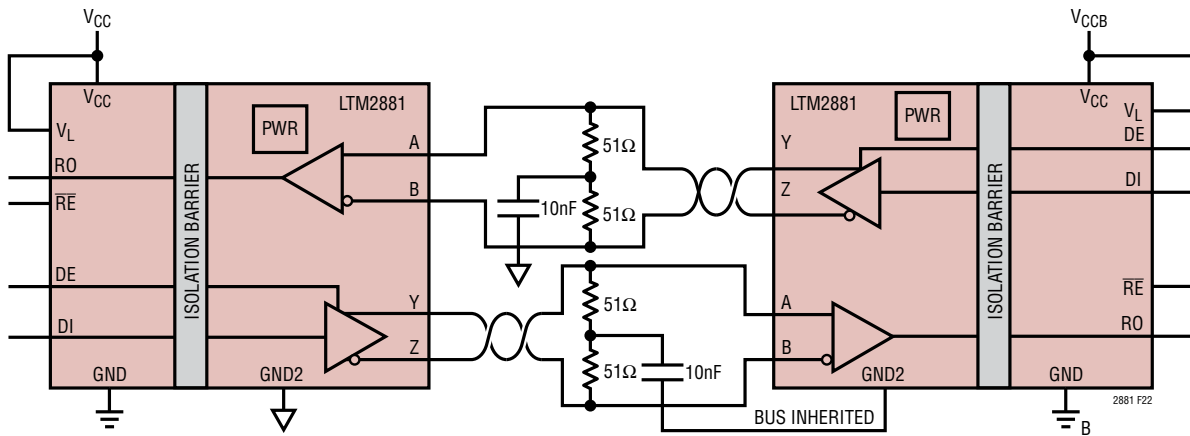 VCC
VCCB
VCC
LTM2881
PWR
VL
RO
RE
DE
DI
GND
ISOLATION BARRIER
GND2
A
B
Y
Z
51Ω
51Ω
10nF
51Ω
51Ω
10nF
BUS INHERITED
LTM2881
PWR
Y
Z
A
B
GND2
ISOLATION BARRIER
VCC
VL
DE
DI
RE
RO
GND
B
2881 F22